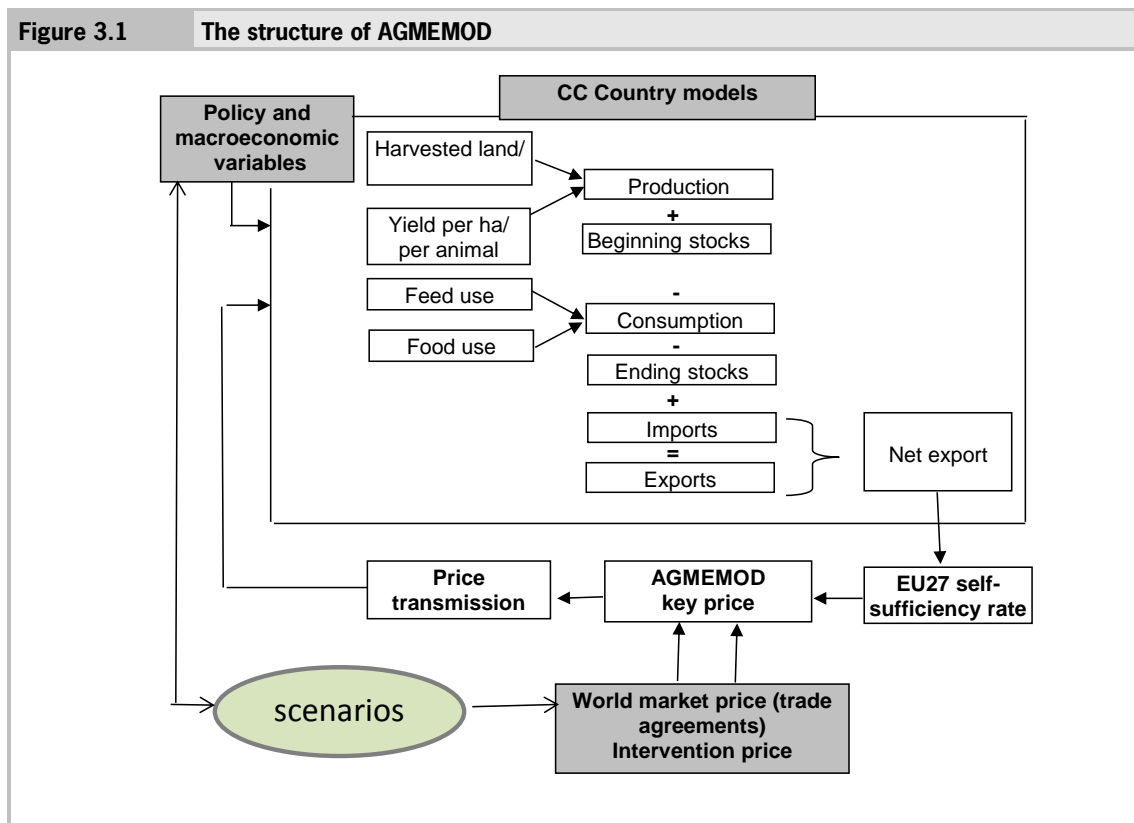 Figure 3.1 The structure of AGMEMOD
CC Country models
Policy and
macroeconomic
variables
Harvested land/
Production
+
Yield per ha/
per animal
Beginning stocks
-
Feed use
Consumption
-
Food use
Ending stocks
+
Imports
=
Exports
Net export
Price
transmission
AGMEMOD
key price
EU27 self-
sufficiency rate
scenarios
World market price (trade
agreements)
Intervention price